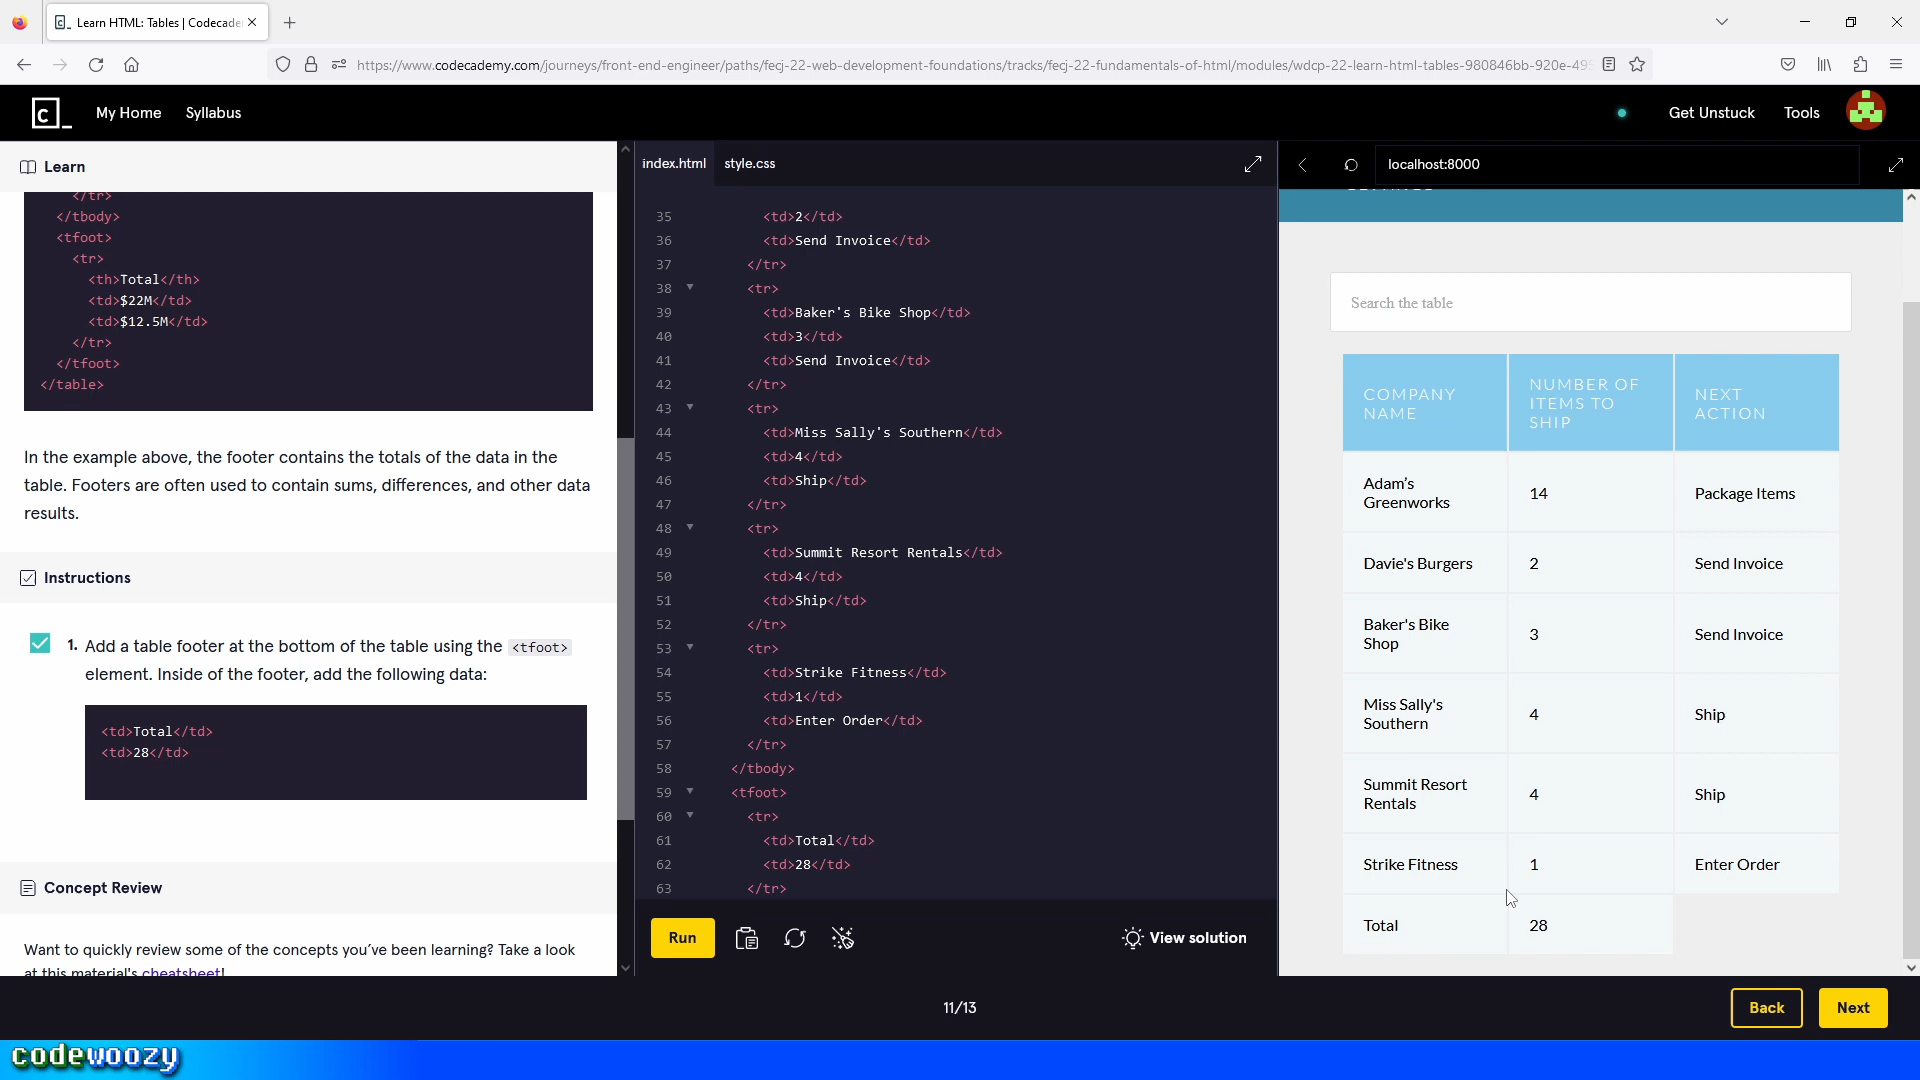 Learn HTML: Tables | Codecade
https://www.codecademy.com/journeys/front-end-engineer/paths/fecj-22-web-development-foundations/tracks/fecj-22-fundamentals-of-html/modules/wdcp-22-learn-html-tables-980846bb-920e-495
My Home
Syllabus
Get Unstuck
Tools
Learn
</tr>
</tbody>
<tfoot>
<tr>
<th>Total</th>
<td>$22M</td>
<td>$12.5M</td>
</tr>
</tfoot>
</table>
In the example above, the footer contains the totals of the data in the
table. Footers are often used to contain sums, differences, and other data
results.
Instructions
1. Add a table footer at the bottom of the table using the <tfoot>
element. Inside of the footer, add the following data:
<td>Total</td>
<td>28</td>
Concept Review
Want to quickly review some of the concepts you've been learning? Take a look
at this material's cheatsheet!
index.html
style.css
35 <td>2</td>
36 <td>Send Invoice</td>
37 </tr>
38 <tr>
39 <td>Baker's Bike Shop</td>
40 <td>3</td>
41 <td>Send Invoice</td>
42 </tr>
43 <tr>
44 <td>Miss Sally's Southern</td>
45 <td>4</td>
46 <td>Ship</td>
47 </tr>
48 <tr>
49 <td>Summit Resort Rentals</td>
50 <td>4</td>
51 <td>Ship</td>
52 </tr>
53 <tr>
54 <td>Strike Fitness</td>
55 <td>1</td>
56 <td>Enter Order</td>
57 </tr>
58 </tbody>
59 <tfoot>
60 <tr>
61 <td>Total</td>
62 <td>28</td>
63 </tr>
Run
View solution
localhost:8000
Search the table
COMPANY NAME NUMBER OF ITEMS TO SHIP NEXT ACTION
Adam's Greenworks 14 Package Items
Davie's Burgers 2 Send Invoice
Baker's Bike Shop 3 Send Invoice
Miss Sally's Southern 4 Ship
Summit Resort Rentals 4 Ship
Strike Fitness 1 Enter Order
Total 28
11/13
Back
Next
codewoozy